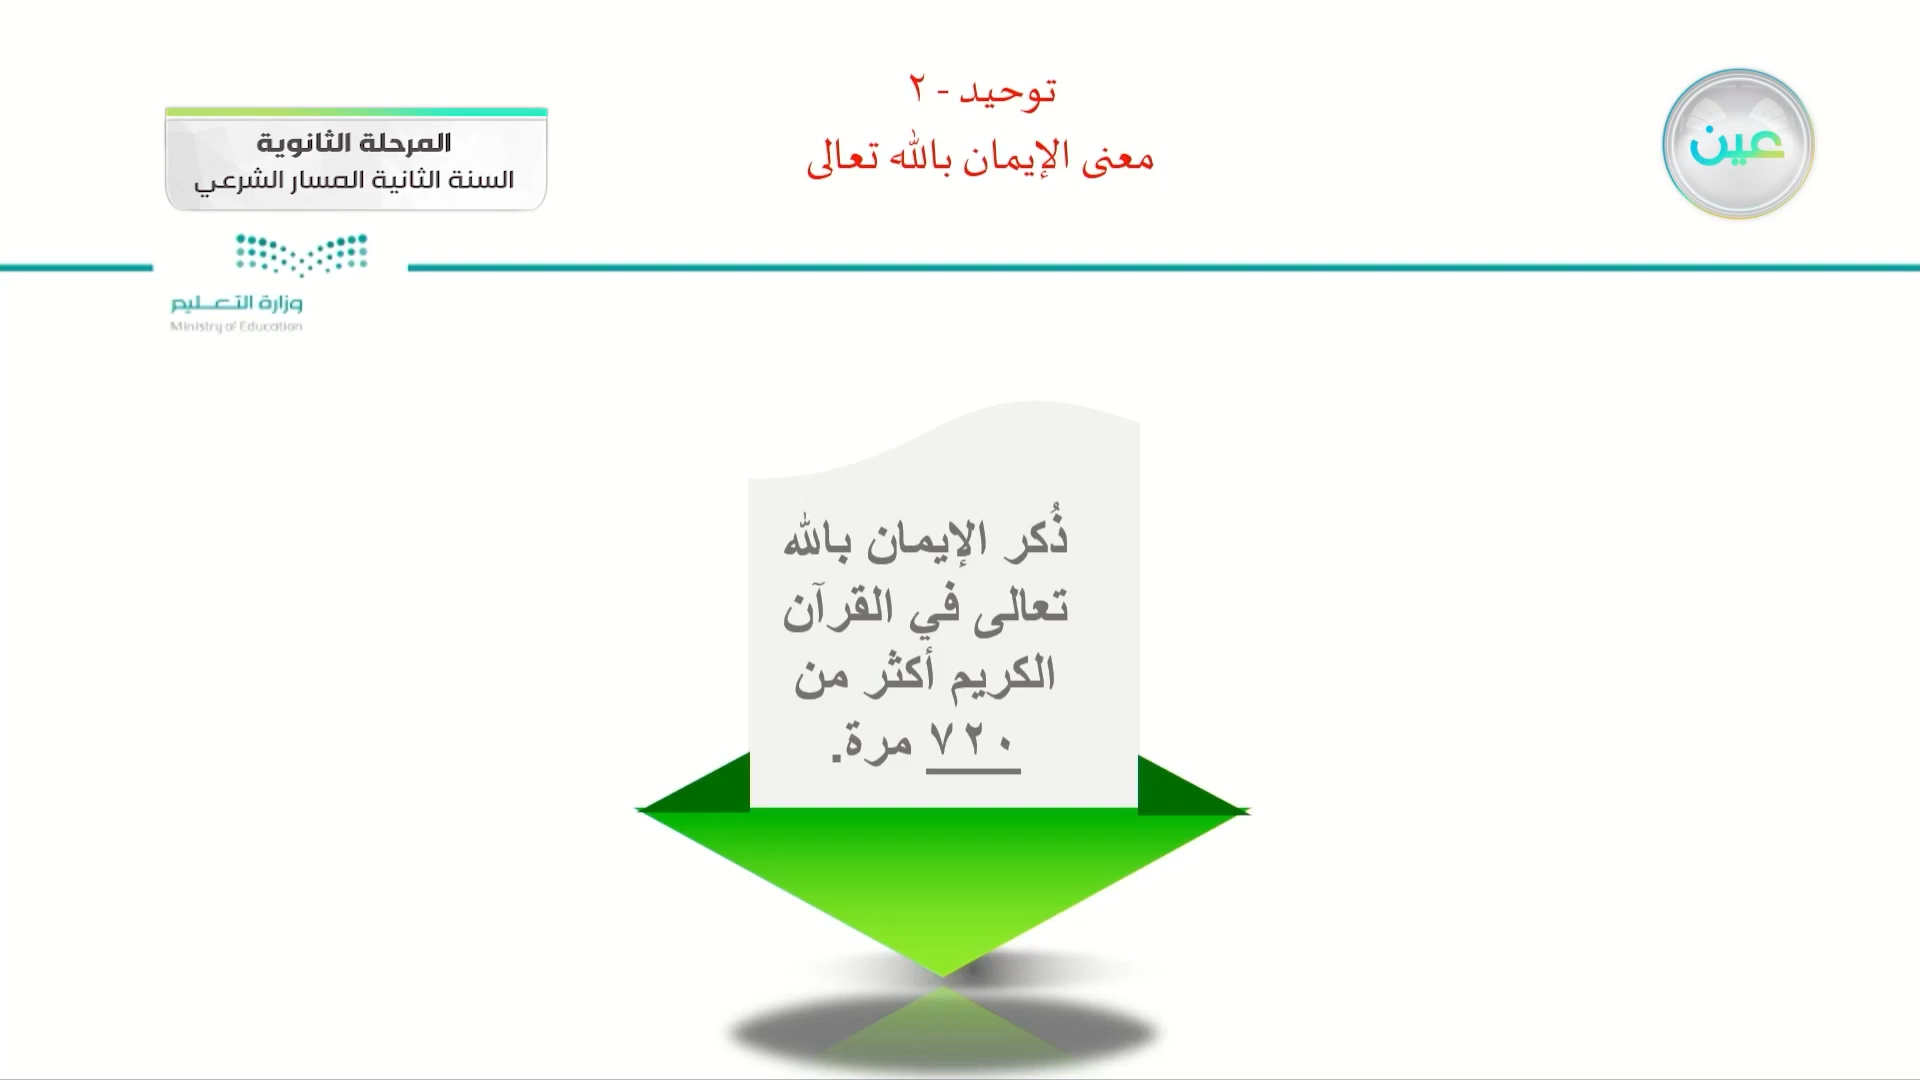 توحيد - ٢
معنى الإيمان بالله تعالى
عين
المرحلة الثانوية
السنة الثانية المسار الشرعي
وزارة التعـليم
Ministry of Education
ذُكر الإيمان بالله
تعالى في القرآن
الكريم أكثر من
٧٢٠ مرة.